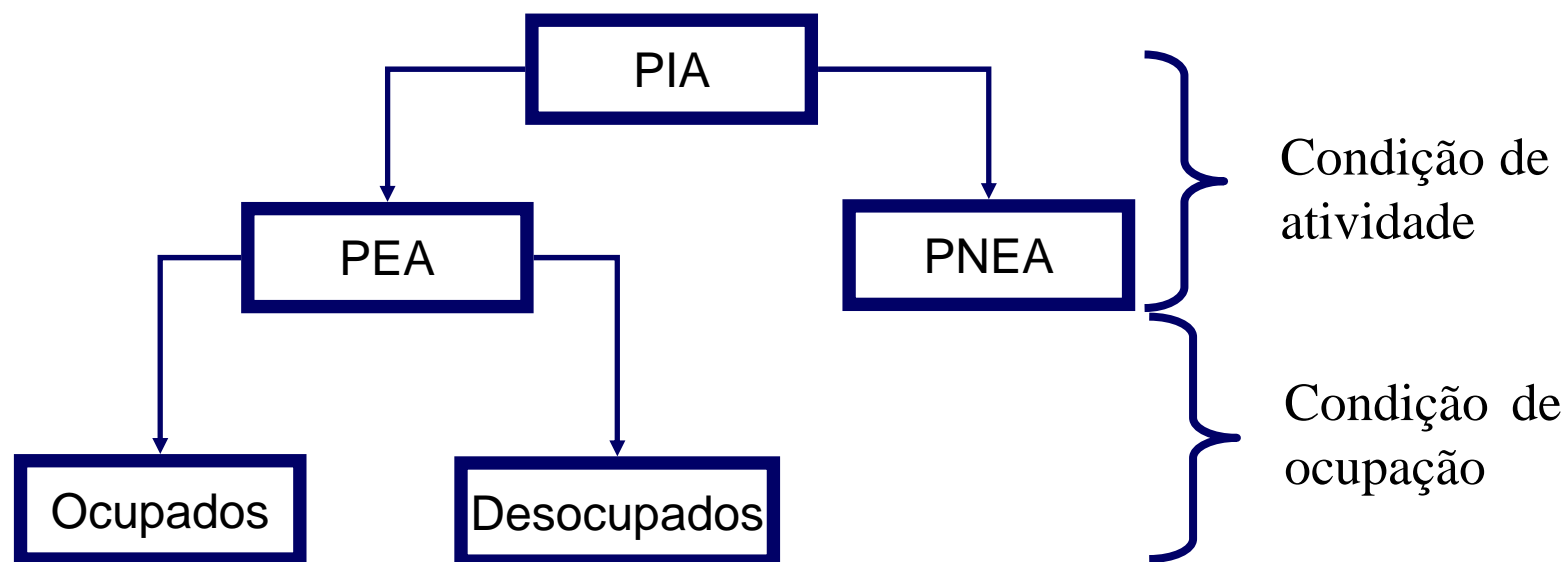 PIA
Condição de
atividade
PEA
PNEA
Condição de
ocupação
Ocupados
Desocupados